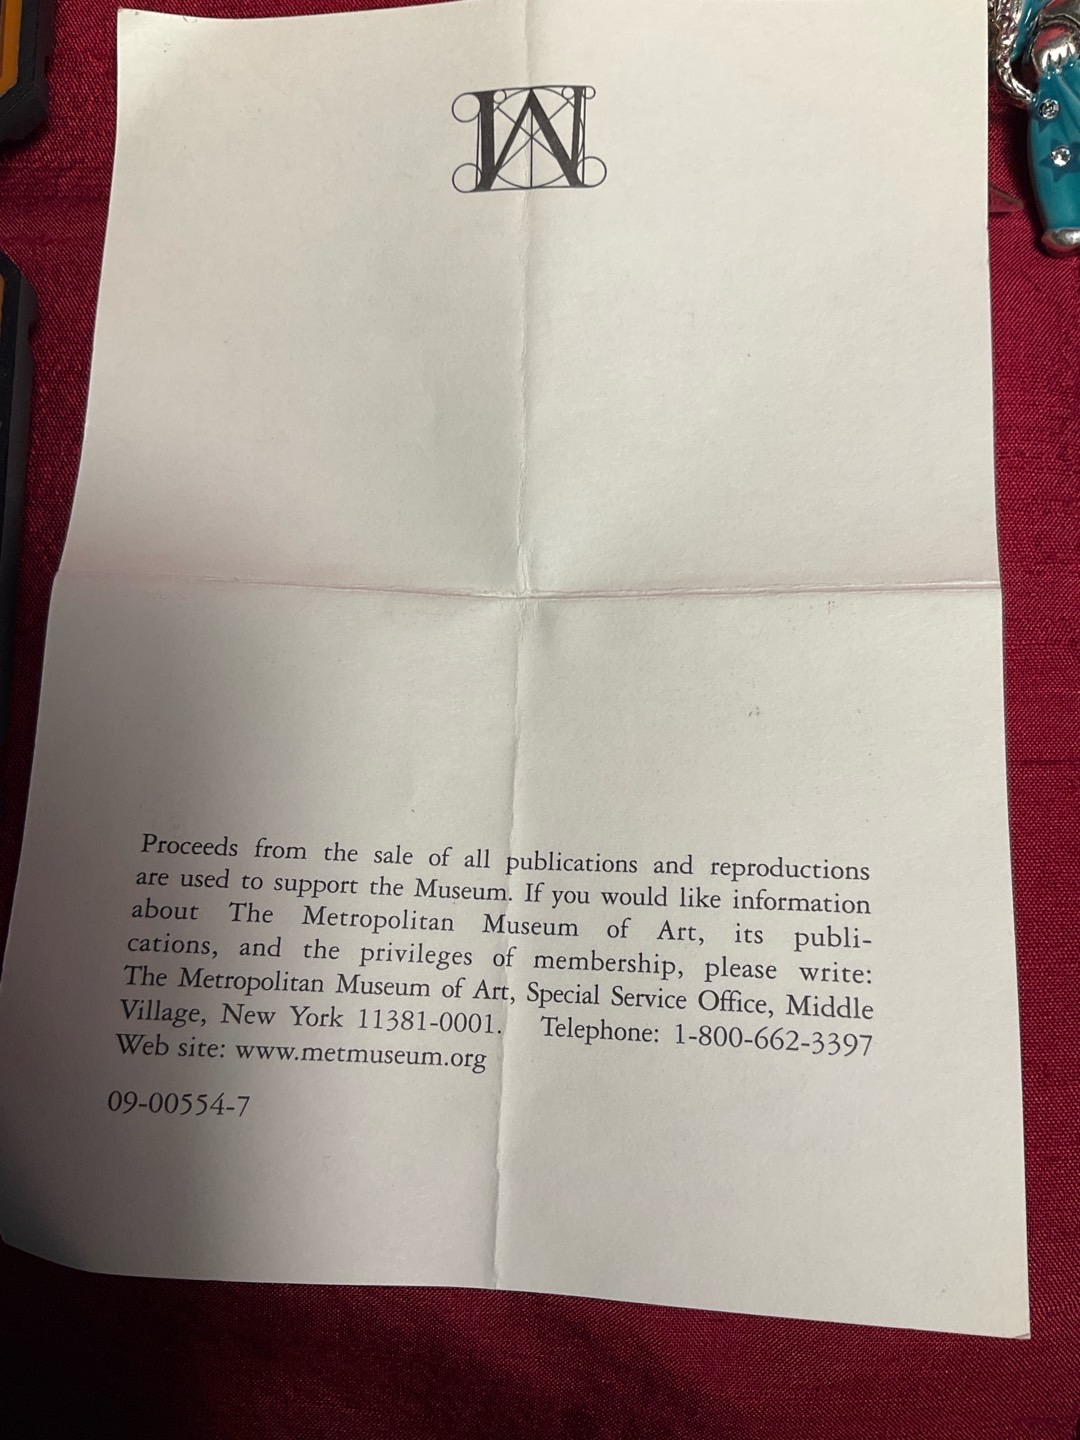 M
Proceeds from the sale of all publications and reproductions
are used to support the Museum. If you would like information
about The Metropolitan Museum of Art, its publi-
cations, and the privileges of membership, please write:
The Metropolitan Museum of Art, Special Service Office, Middle
Village, New York 11381-0001. Telephone: 1-800-662-3397
Web site: www.metmuseum.org
09-00554-7